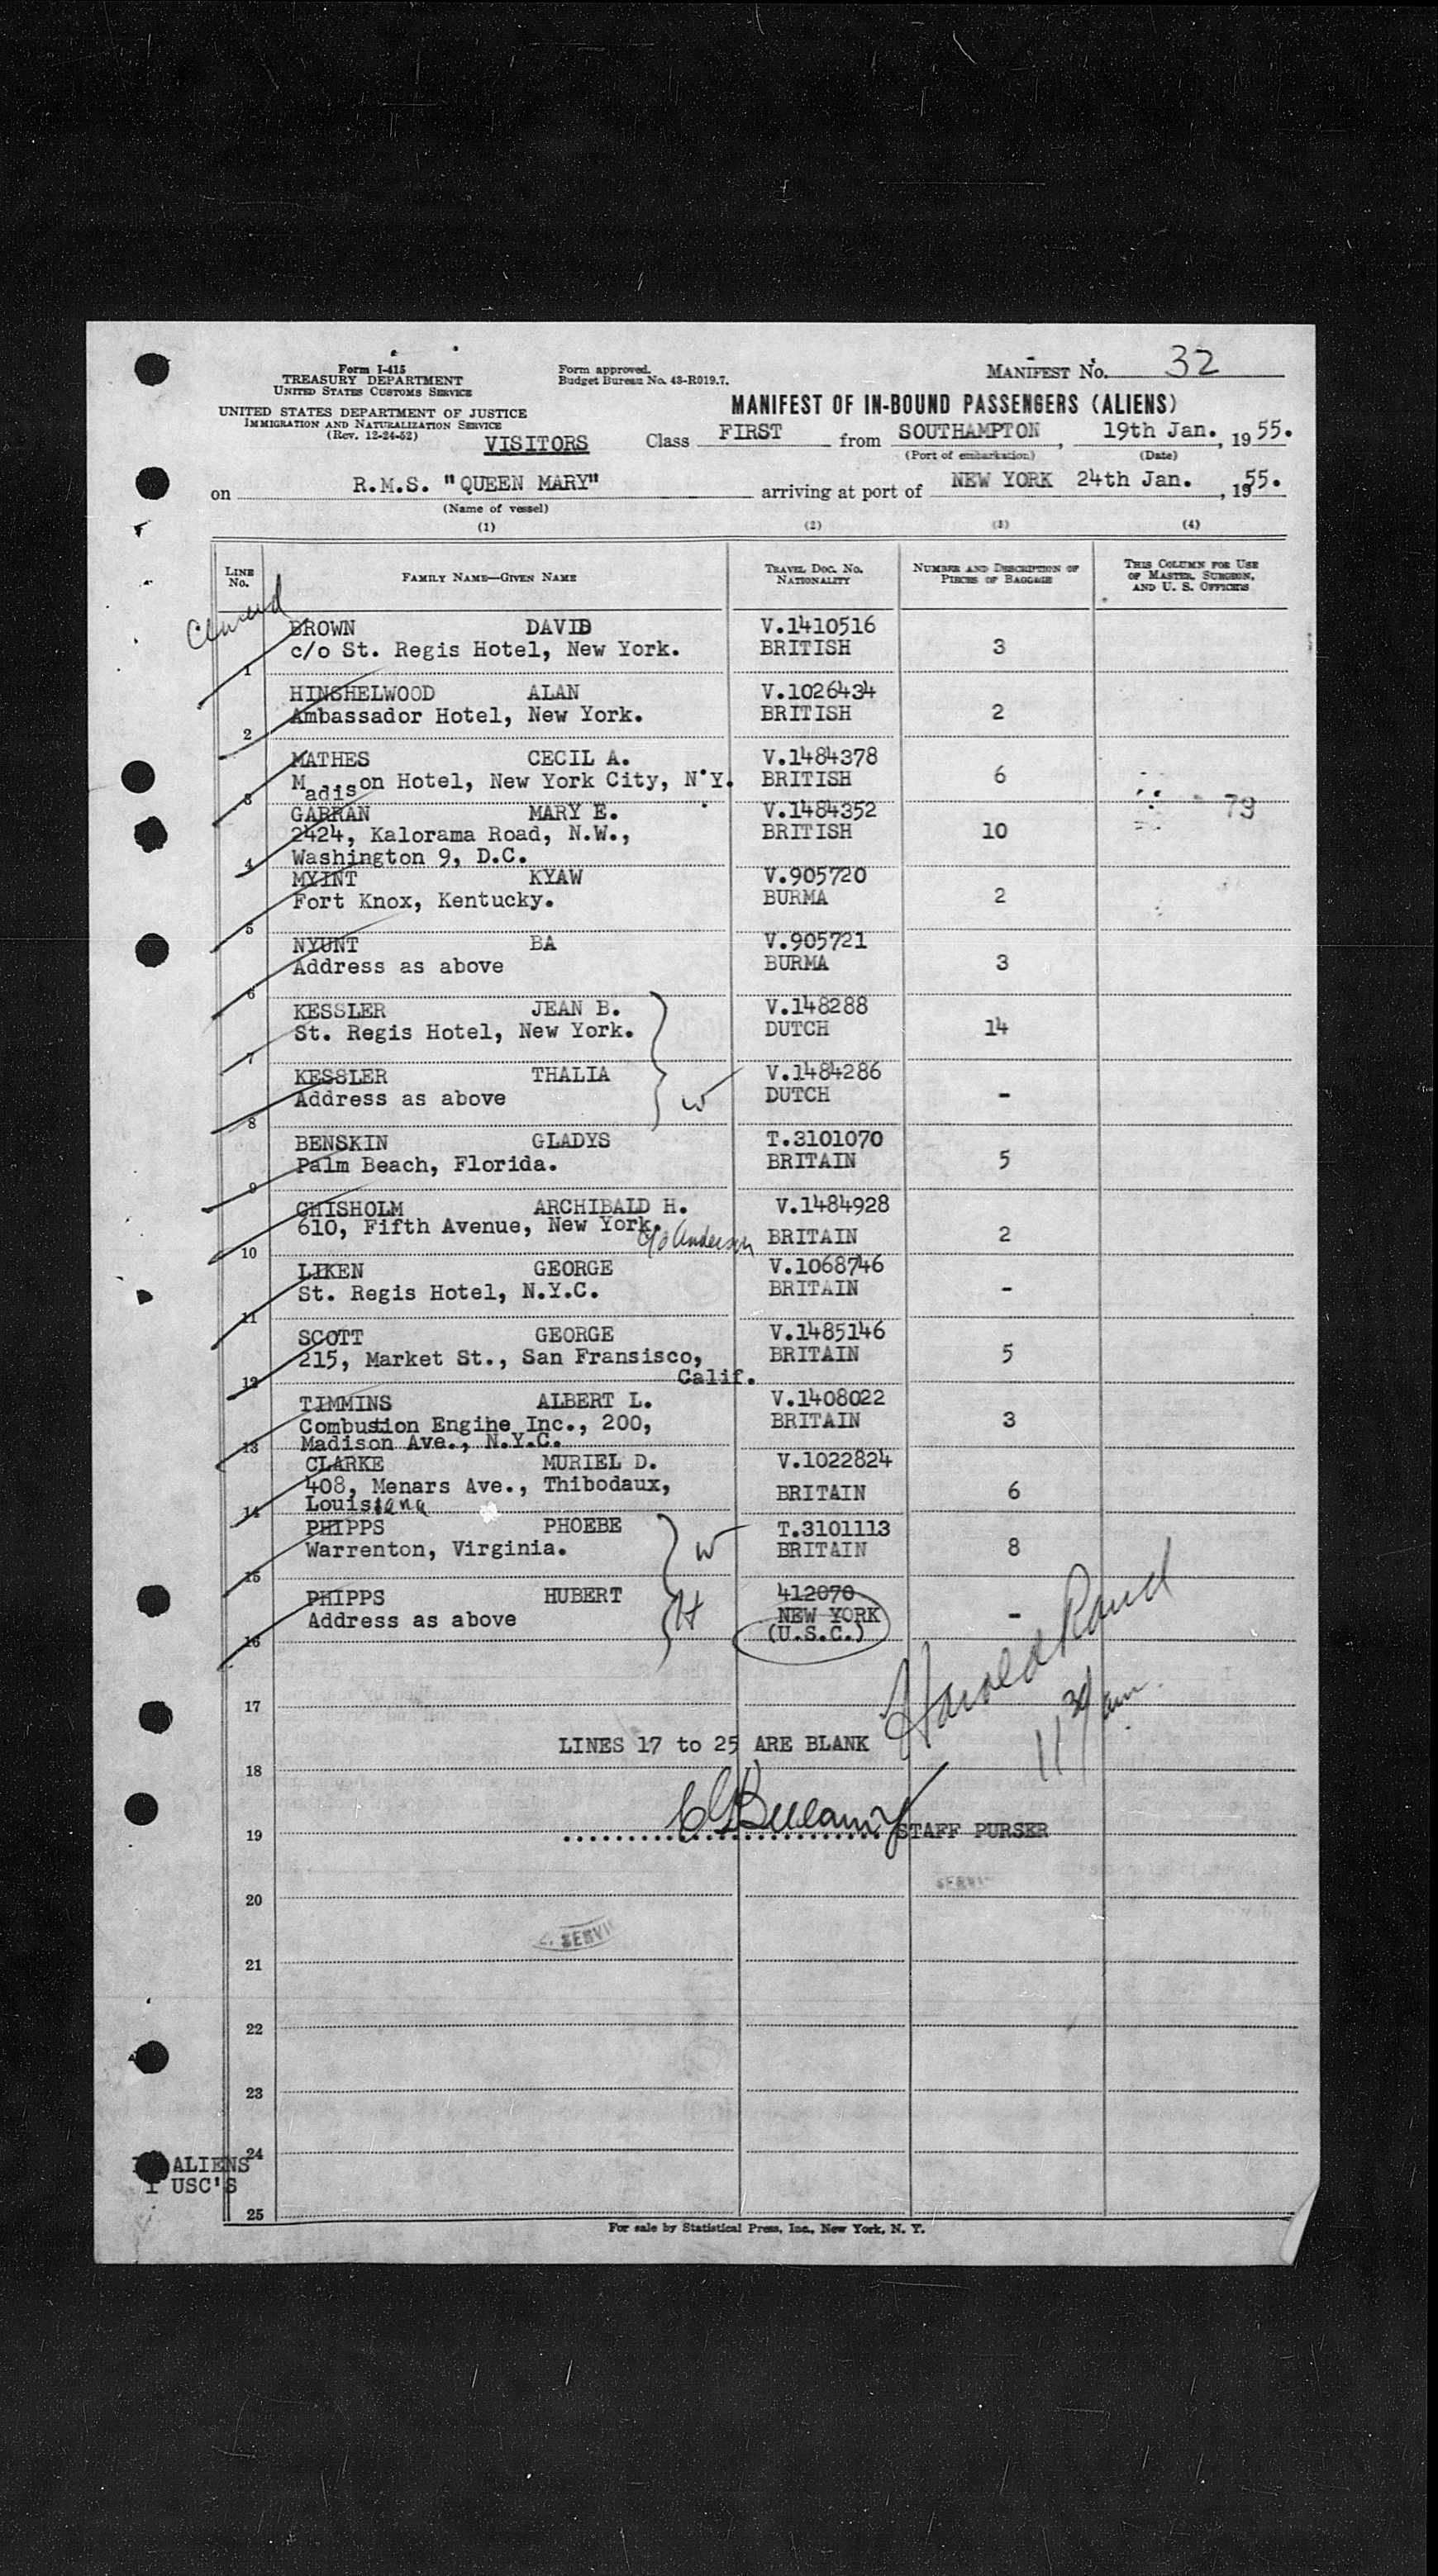 Form I-415
TREASURY DEPARTMENT
UNITED STATES CUSTOMS SERVICE
UNITED STATES DEPARTMENT OF JUSTICE
IMMIGRATION AND NATURALIZATION SERVICE
(Rev. 12-24-52)
Form approved.
Budget Bureau No. 43-R019.7.
MANIFEST NO. 32
MANIFEST OF IN-BOUND PASSENGERS (ALIENS)
VISITORS Class FIRST from SOUTHAMPTON, 19th Jan., 1955.
(Port of embarkation) (Date)
on R.M.S. "QUEEN MARY" arriving at port of NEW YORK 24th Jan., 1955.
(Name of vessel)
(1) (2) (3) (4)
LINE No. FAMILY NAME—GIVEN NAME TRAVEL DOC. NO. NATIONALITY NUMBER AND DESCRIPTION OF PIECES OF BAGGAGE THIS COLUMN FOR USE OF MASTER, SURGEON, AND U. S. OFFICERS
BROWN DAVID V.1410516
1 c/o St. Regis Hotel, New York. BRITISH 3
HINSHELWOOD ALAN V.1026434
2 Ambassador Hotel, New York. BRITISH 2
MATHES CECIL A. V.1484378
3 Madison Hotel, New York City, N.Y. BRITISH 6
GARRAN MARY E. V.1484352
2424, Kalorama Road, N.W., BRITISH 10
4 Washington 9, D.C.
79
MYINT KYAW V.905720
5 Fort Knox, Kentucky. BURMA 2
NYUNT BA V.905721
6 Address as above BURMA 3
KESSLER JEAN B. V.148288
7 St. Regis Hotel, New York. DUTCH 14
KESSLER THALIA V.1484286
8 Address as above W DUTCH -
BENSKIN GLADYS T.3101070
9 Palm Beach, Florida. BRITAIN 5
CHISHOLM ARCHIBALD H. V.1484928
10 610, Fifth Avenue, New York. c/o Anderson BRITAIN 2
LIKEN GEORGE V.1068746
11 St. Regis Hotel, N.Y.C. BRITAIN -
SCOTT GEORGE V.1485146
12 215, Market St., San Fransisco, BRITAIN 5
Calif.
TIMMINS ALBERT L. V.1408022
Combustion Engine Inc., 200, BRITAIN 3
13 Madison Ave., N.Y.C.
CLARKE MURIEL D. V.1022824
408, Menars Ave., Thibodaux, BRITAIN 6
14 Louisiana
PHIPPS PHOEBE T.3101113
15 Warrenton, Virginia. W BRITAIN 8
PHIPPS HUBERT 412070
16 Address as above H NEW YORK -
(U.S.C.)
Harold Rand
11 30/am.
17
LINES 17 to 25 ARE BLANK
18
CGBellamy
19 STAFF PURSER
20
SERVI
21
22
23
24
ALIENS
1 USC'S
25
For sale by Statistical Press, Inc., New York, N. Y.